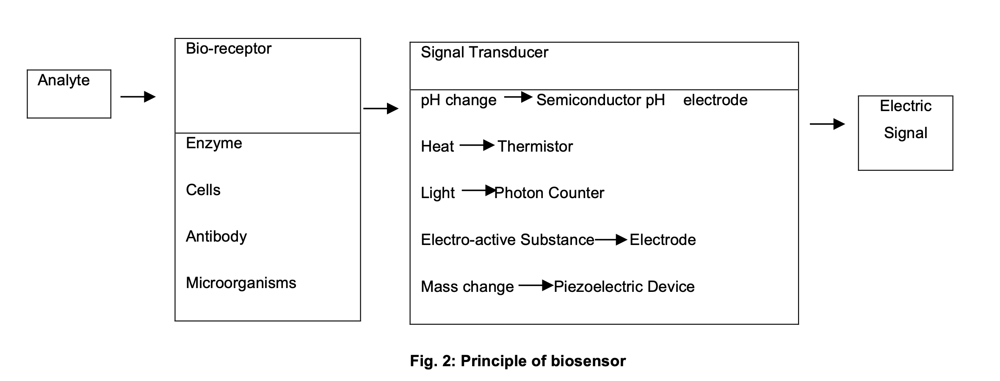 Analyte
Bio-receptor
Enzyme
Cells
Antibody
Microorganisms
Signal Transducer
pH change Semiconductor pH electrode
Heat Thermistor
Light Photon Counter
Electro-active Substance Electrode
Mass change Piezoelectric Device
Electric
Signal
Fig. 2: Principle of biosensor